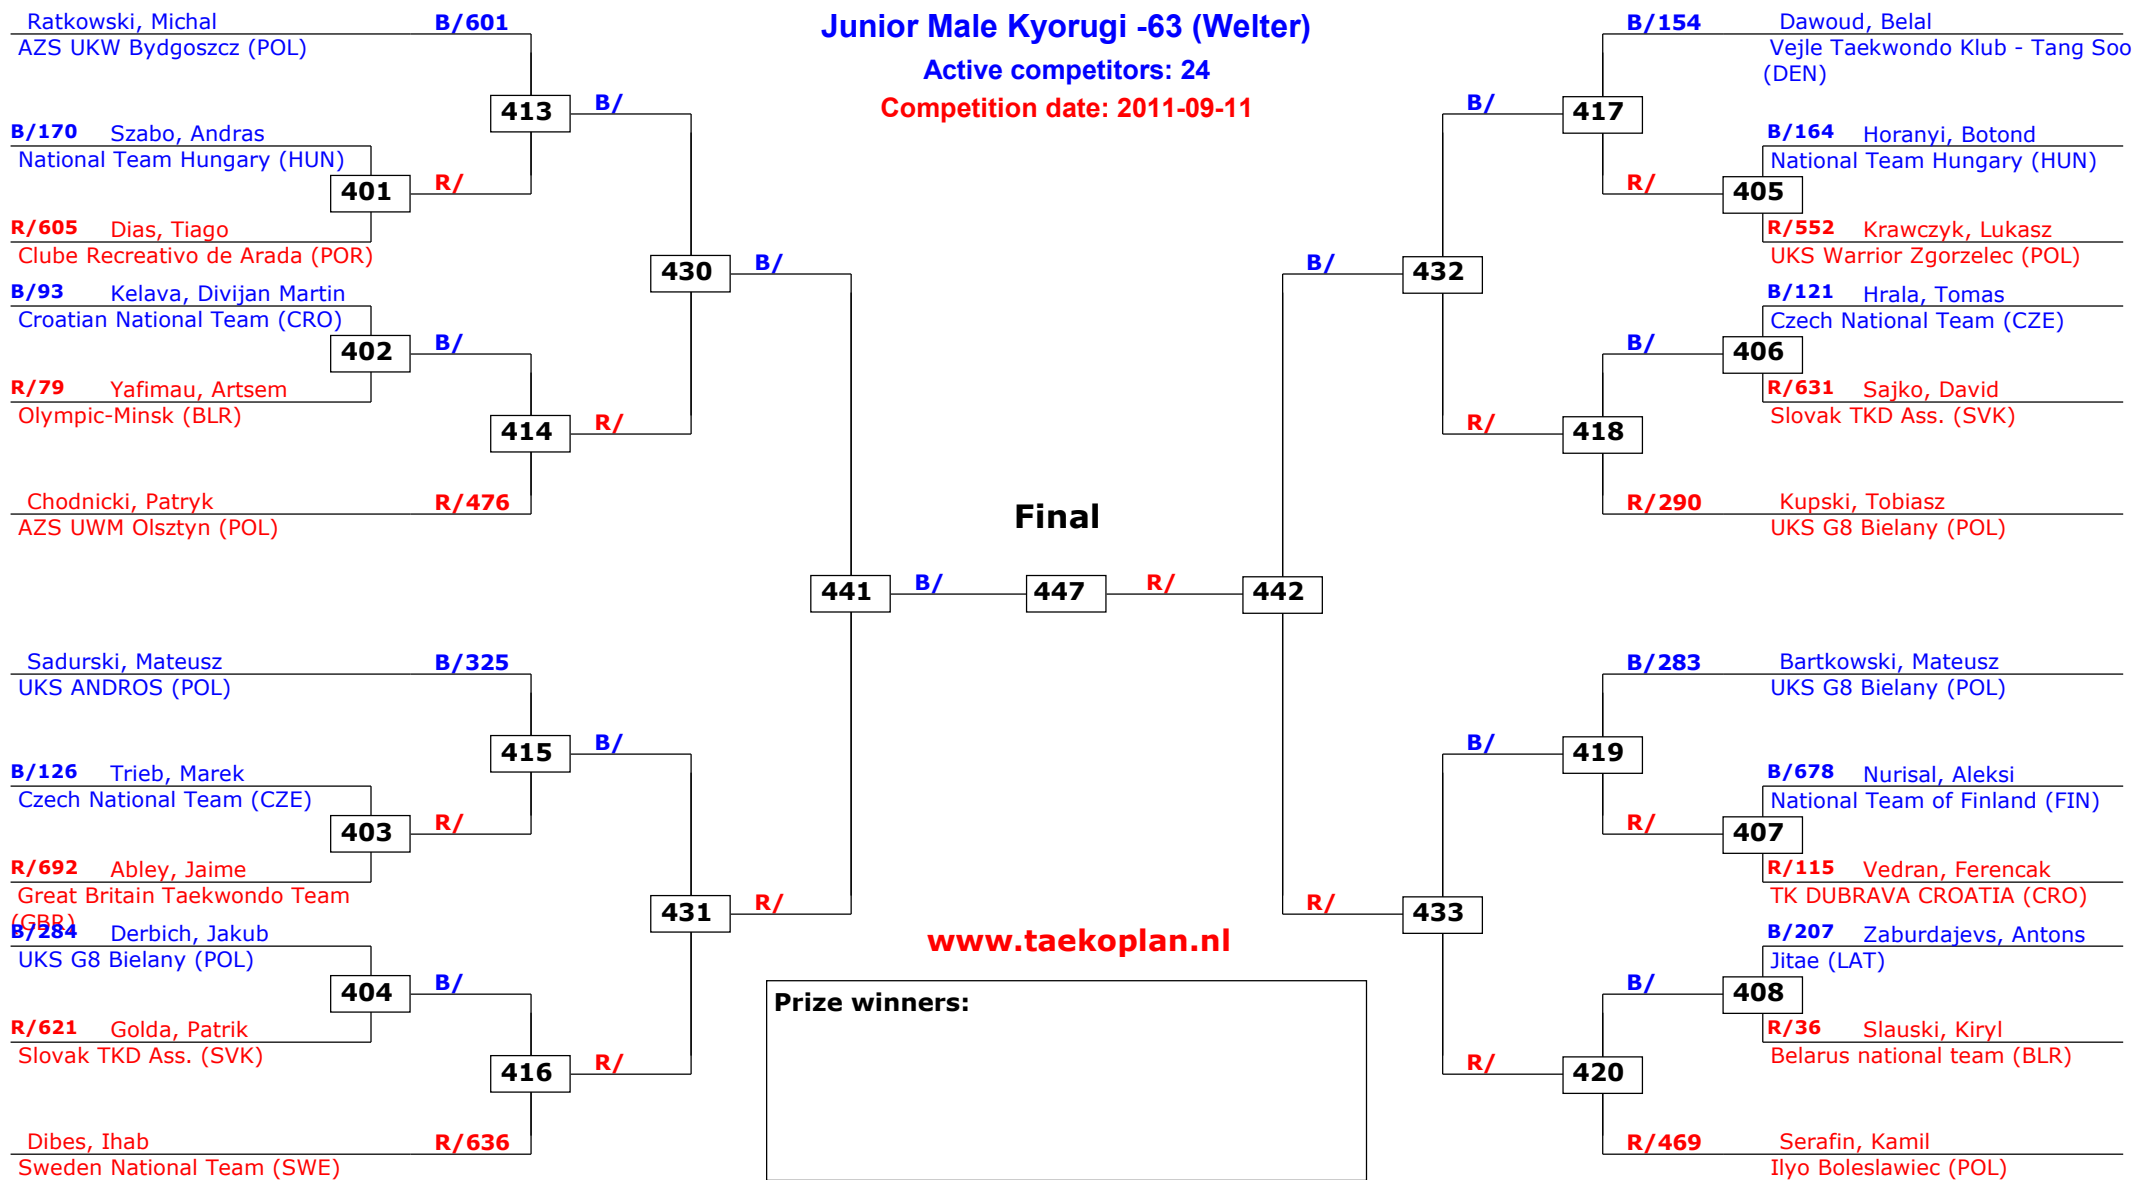 Junior Male Kyorugi -63 (Welter)
Active competitors: 24
Competition date: 2011-09-11
Ratkowski, Michal B/601
AZS UKW Bydgoszcz (POL)
413
B/
B/170 Szabo, Andras
National Team Hungary (HUN)
401
R/
R/605 Dias, Tiago
Clube Recreativo de Arada (POR)
430
B/
B/93 Kelava, Divijan Martin
Croatian National Team (CRO)
402
B/
R/79 Yafimau, Artsem
Olympic-Minsk (BLR)
414
R/
Chodnicki, Patryk R/476
AZS UWM Olsztyn (POL)
Final
441
B/
447
R/
442
Sadurski, Mateusz B/325
UKS ANDROS (POL)
415
B/
B/126 Trieb, Marek
Czech National Team (CZE)
403
R/
R/692 Abley, Jaime
Great Britain Taekwondo Team
(GBR)
431
R/
B/284 Derbich, Jakub
UKS G8 Bielany (POL)
404
B/
R/621 Golda, Patrik
Slovak TKD Ass. (SVK)
416
R/
Dibes, Ihab R/636
Sweden National Team (SWE)
B/154 Dawoud, Belal
Vejle Taekwondo Klub - Tang Soo
(DEN)
B/
417
B/164 Horanyi, Botond
National Team Hungary (HUN)
R/
405
R/552 Krawczyk, Lukasz
UKS Warrior Zgorzelec (POL)
B/
432
B/121 Hrala, Tomas
Czech National Team (CZE)
B/
406
R/631 Sajko, David
Slovak TKD Ass. (SVK)
R/
418
R/290 Kupski, Tobiasz
UKS G8 Bielany (POL)
B/283 Bartkowski, Mateusz
UKS G8 Bielany (POL)
B/
419
B/678 Nurisal, Aleksi
National Team of Finland (FIN)
R/
407
R/115 Vedran, Ferencak
TK DUBRAVA CROATIA (CRO)
R/
433
B/207 Zaburdajevs, Antons
Jitae (LAT)
B/
408
R/36 Slauski, Kiryl
Belarus national team (BLR)
R/
420
R/469 Serafin, Kamil
Ilyo Boleslawiec (POL)
www.taekoplan.nl
Prize winners: